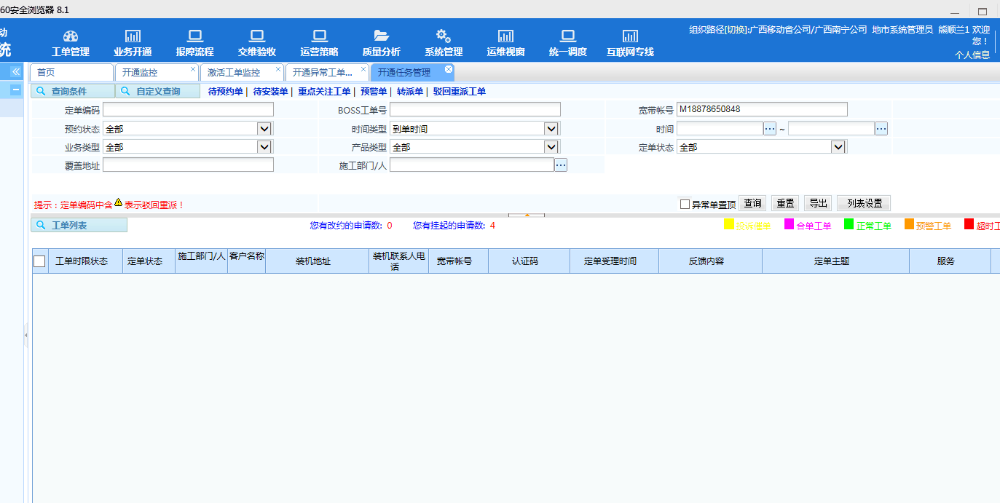 60安全浏览器 8.1
动
统
工单管理 业务开通 报障流程 交维验收 运营策略 质量分析 系统管理 运维视窗 统一调度 互联网专线
组织路径[切换]:广西移动省公司/广西南宁公司 地市系统管理员 熊顺兰1 欢迎
您！
个人信息
首页 开通监控 激活工单监控 开通异常工单... 开通任务管理
查询条件 自定义查询 待预约单 | 待安装单 | 重点关注工单 | 预警单 | 转派单 | 驳回重派工单
定单编码 BOSS工单号 宽带帐号 M18878650848
预约状态 全部 时间类型 到单时间 时间 ... ~ ...
业务类型 全部 产品类型 全部 定单状态 全部
覆盖地址 施工部门/人 ...
提示：定单编码中含 表示驳回重派！ 异常单置顶 查询 重置 导出 列表设置
工单列表 您有改约的申请数: 0 您有挂起的申请数: 4 投诉催单 合单工单 正常工单 预警工单 超时工
工单时限状态 定单状态 施工部门/人 客户名称 装机地址 装机联系人电话 宽带帐号 认证码 定单受理时间 反馈内容 定单主题 服务